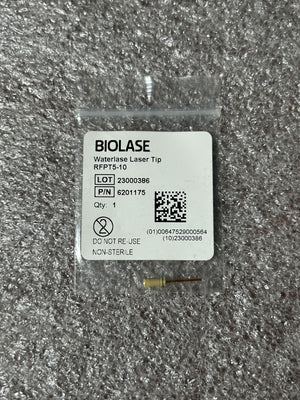 BIOLASE
Waterlase Laser Tip
RFPT5-10
LOT 23000386
P/N 6201175
Qty: 1
DO NOT RE-USE
NON-STERILE
(01)00647529000564
(10)23000386